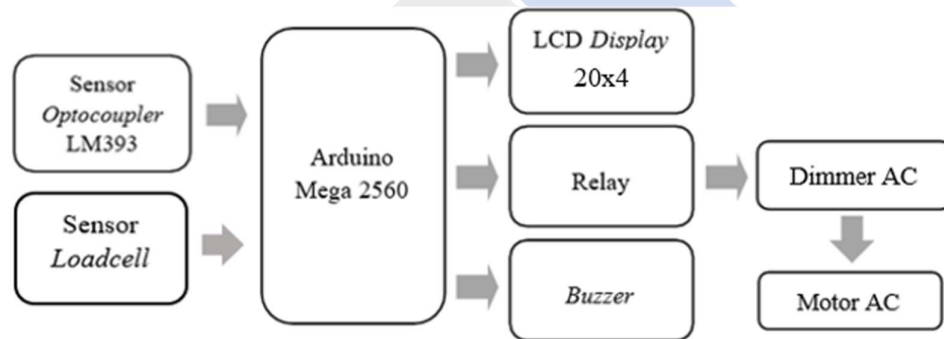 Sensor
Optocoupler
LM393
Sensor
Loadcell
Arduino
Mega 2560
LCD Display
20x4
Relay
Buzzer
Dimmer AC
Motor AC